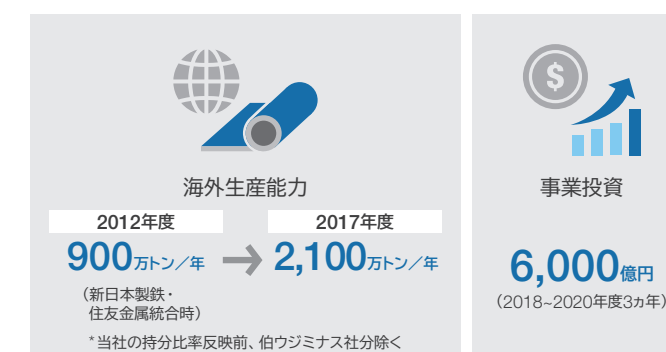 海外生産能力
2012年度
2017年度
900万トン／年
2,100万トン／年
（新日本製鉄・
住友金属統合時）
*当社の持分比率反映前、伯ウジミナス社分除く
$
事業投資
6,000億円
（2018~2020年度3ヵ年）